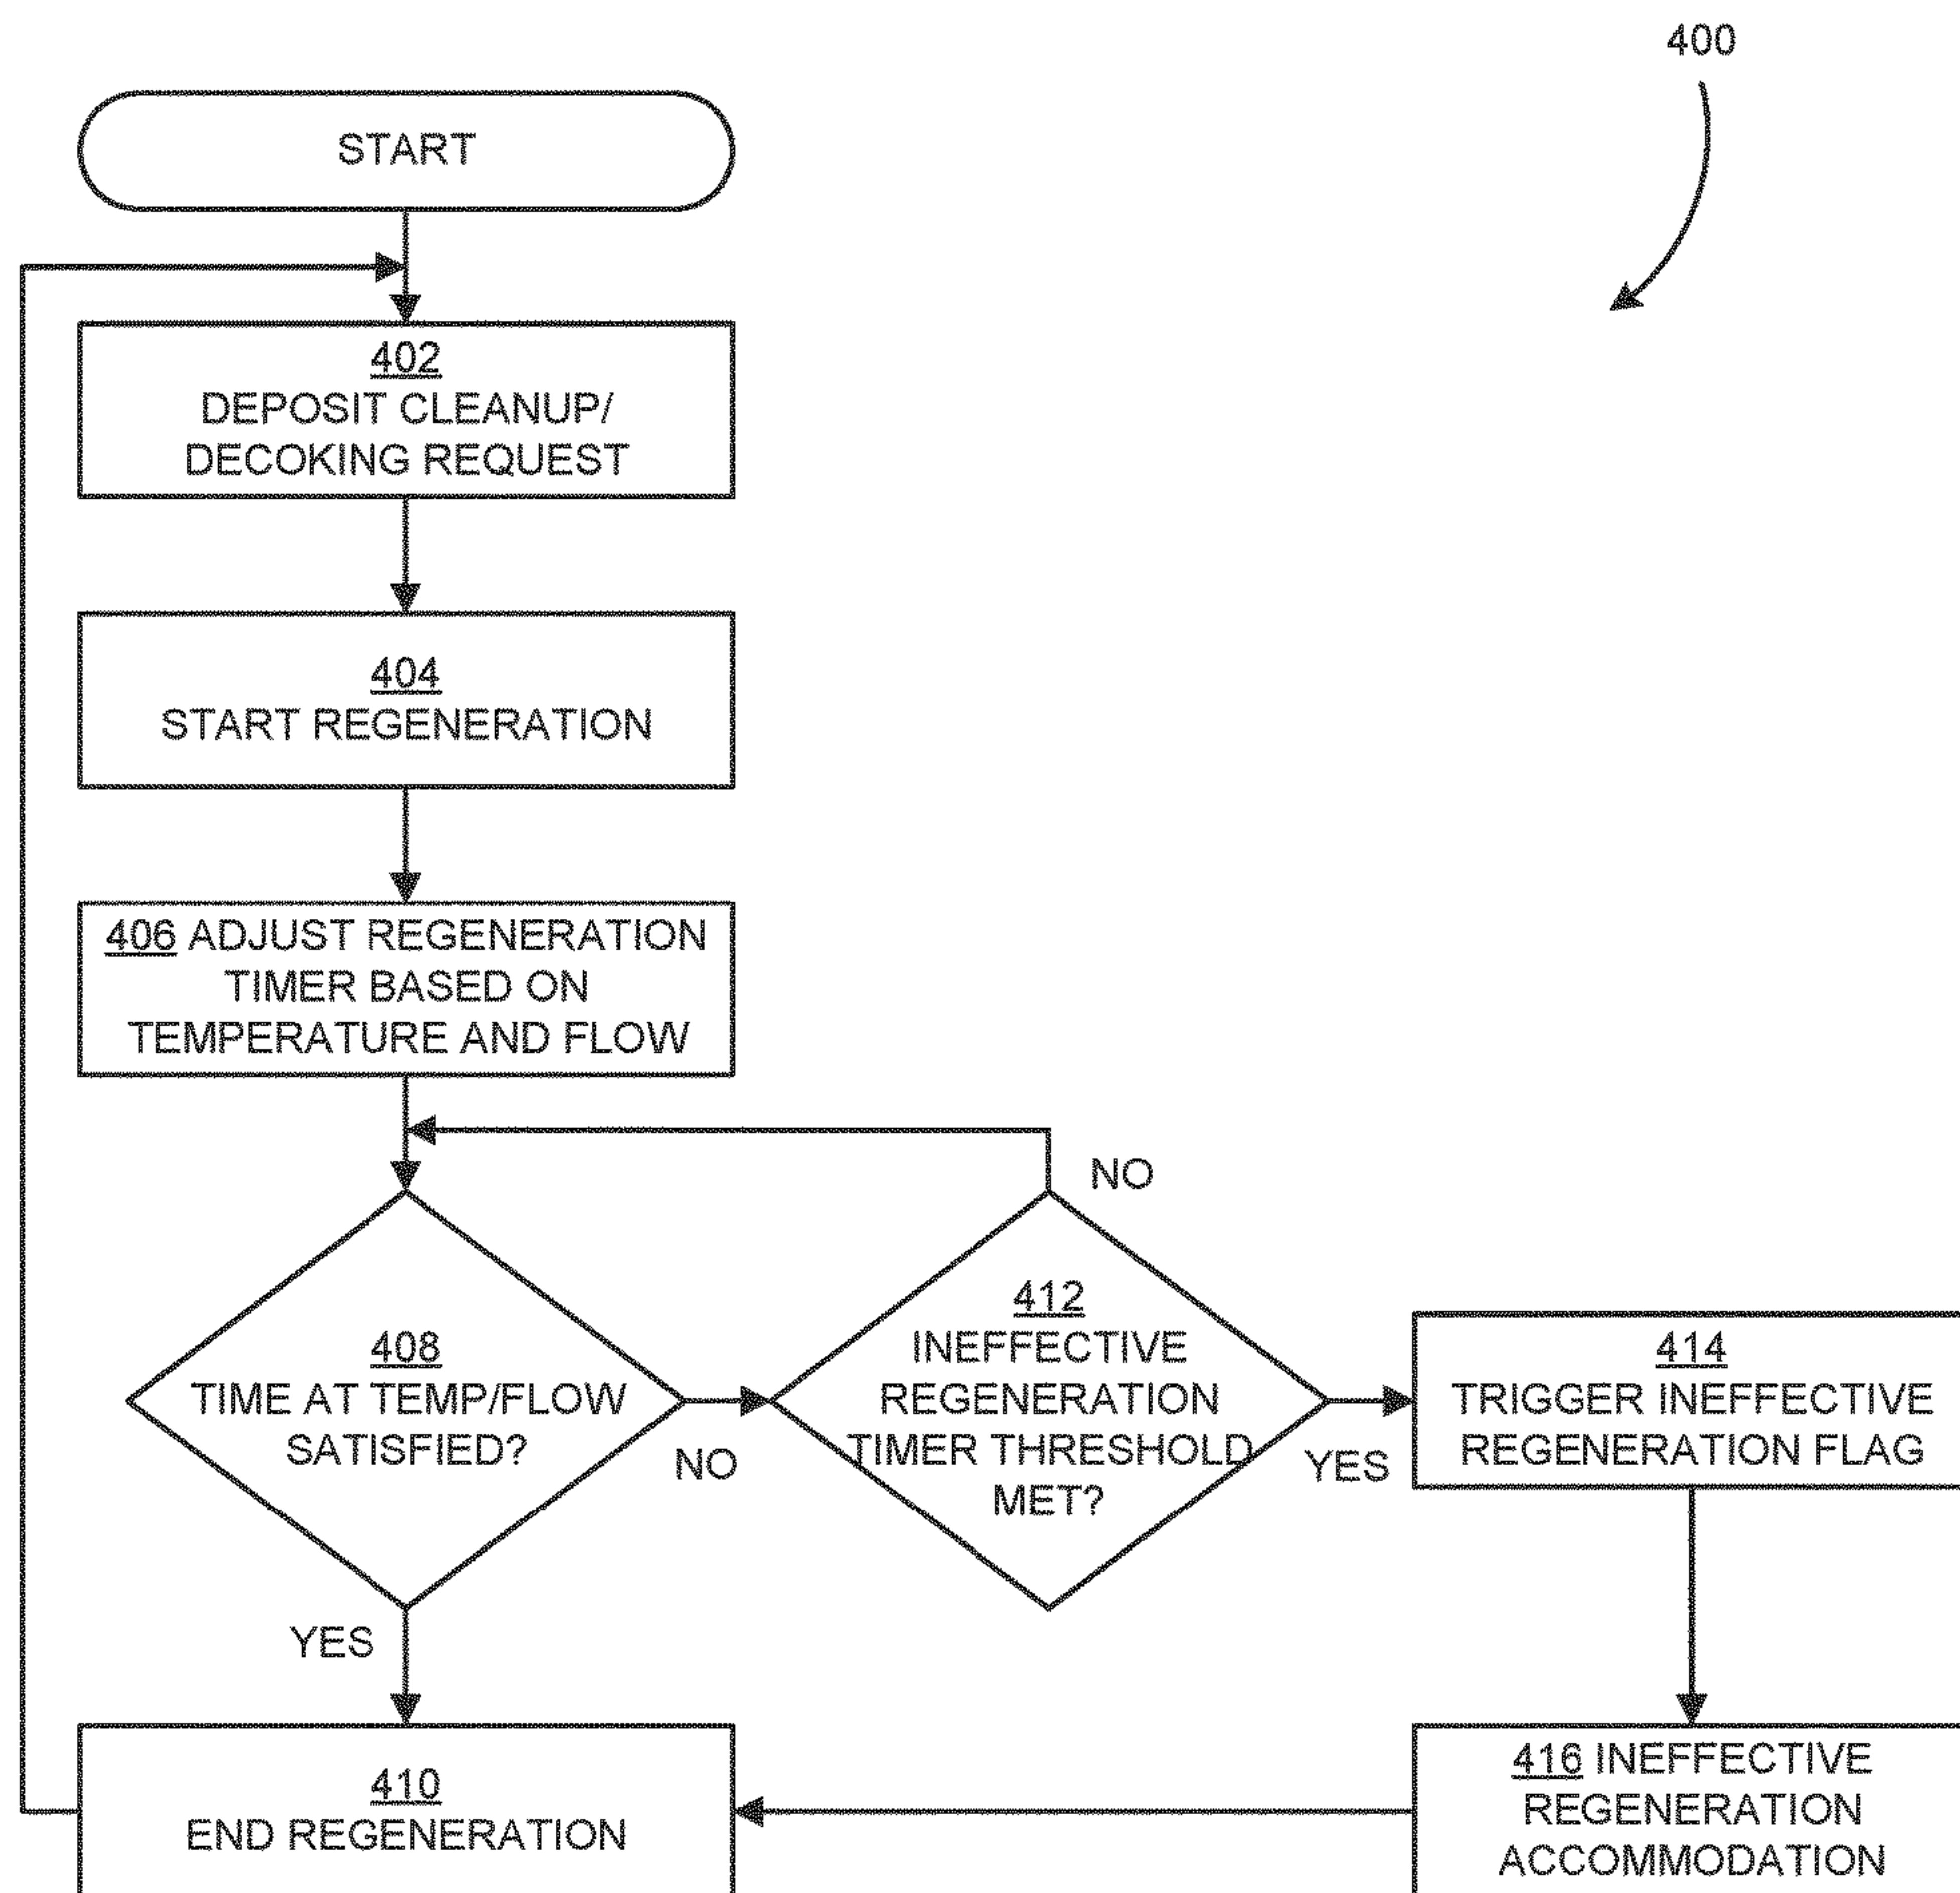 400
START
402
DEPOSIT CLEANUP/
DECOKING REQUEST
404
START REGENERATION
406 ADJUST REGENERATION
TIMER BASED ON
TEMPERATURE AND FLOW
NO
408
TIME AT TEMP/FLOW
SATISFIED?
NO
YES
412
INEFFECTIVE
REGENERATION
TIMER THRESHOLD
MET?
YES
414
TRIGGER INEFFECTIVE
REGENERATION FLAG
410
END REGENERATION
416 INEFFECTIVE
REGENERATION
ACCOMMODATION